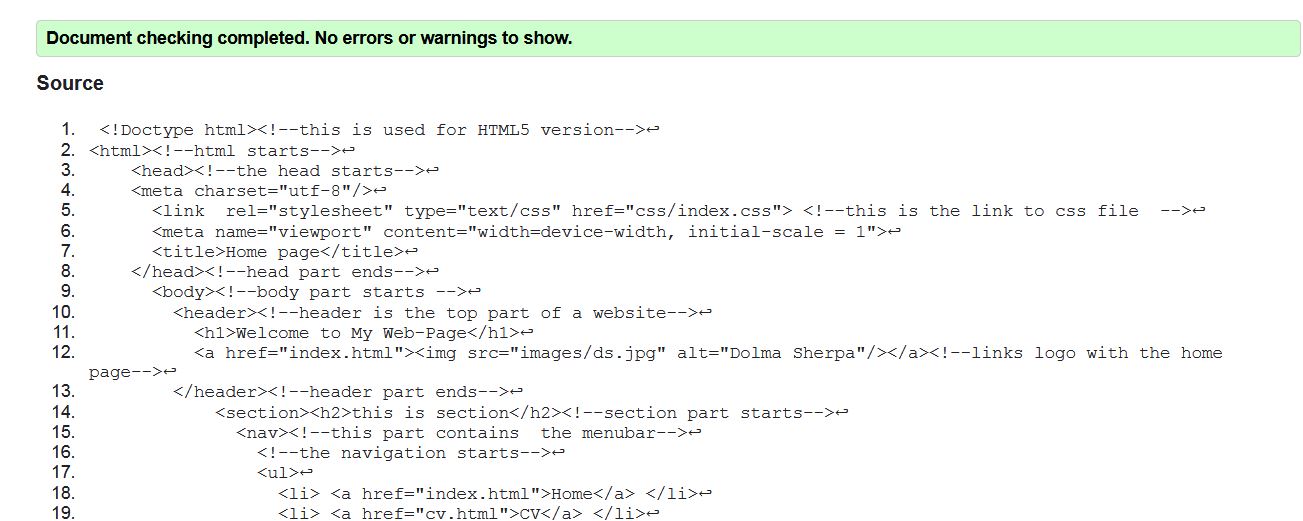 Document checking completed. No errors or warnings to show.
Source
1. <!Doctype html><!--this is used for HTML5 version-->↩
2. <html><!--html starts-->↩
3. <head><!--the head starts-->↩
4. <meta charset="utf-8"/>↩
5. <link  rel="stylesheet" type="text/css" href="css/index.css"> <!--this is the link to css file  -->↩
6. <meta name="viewport" content="width=device-width, initial-scale = 1">↩
7. <title>Home page</title>↩
8. </head><!--head part ends-->↩
9. <body><!--body part starts -->↩
10. <header><!--header is the top part of a website-->↩
11. <h1>Welcome to My Web-Page</h1>↩
12. <a href="index.html"><img src="images/ds.jpg" alt="Dolma Sherpa"/></a><!--links logo with the home
page-->↩
13. </header><!--header part ends-->↩
14. <section><h2>this is section</h2><!--section part starts-->↩
15. <nav><!--this part contains  the menubar-->↩
16. <!--the navigation starts-->↩
17. <ul>↩
18. <li> <a href="index.html">Home</a> </li>↩
19. <li> <a href="cv.html">CV</a> </li>↩